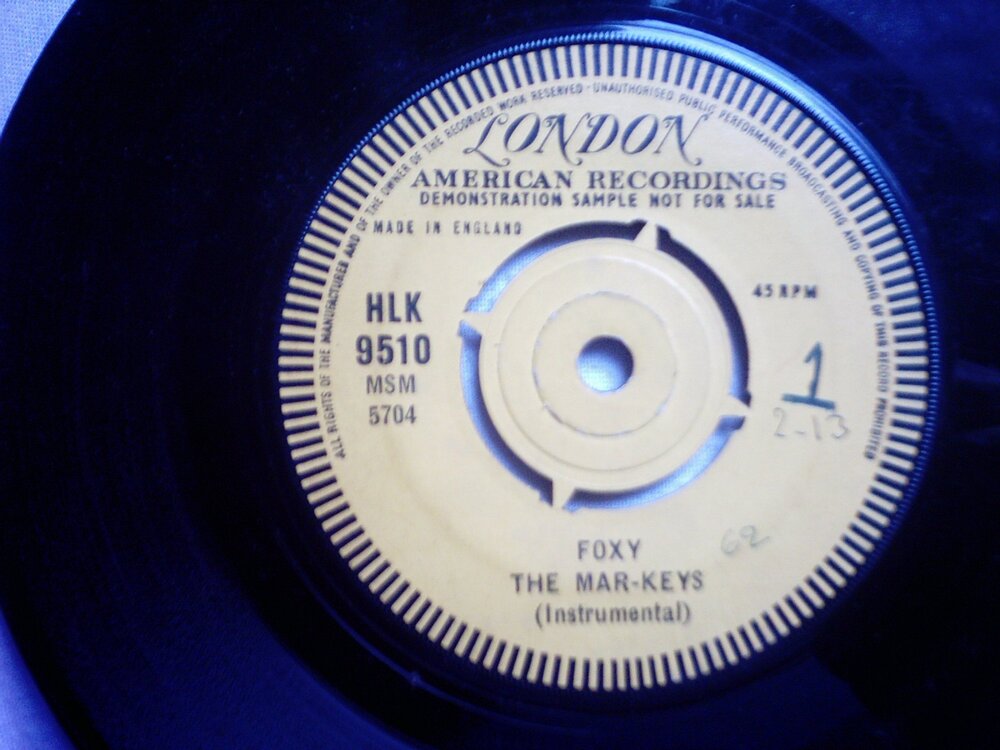 ALL RIGHTS OF THE MANUFACTURER AND OF THE OWNER OF THE RECORDED WORK RESERVED · UNAUTHORISED PUBLIC PERFORMANCE BROADCASTING AND COPYING OF THIS RECORD PROHIBITED
LONDON
AMERICAN RECORDINGS
DEMONSTRATION SAMPLE NOT FOR SALE
MADE IN ENGLAND
45 RPM
HLK
9510
MSM
5704
1
2-13
62
FOXY
THE MAR-KEYS
(Instrumental)